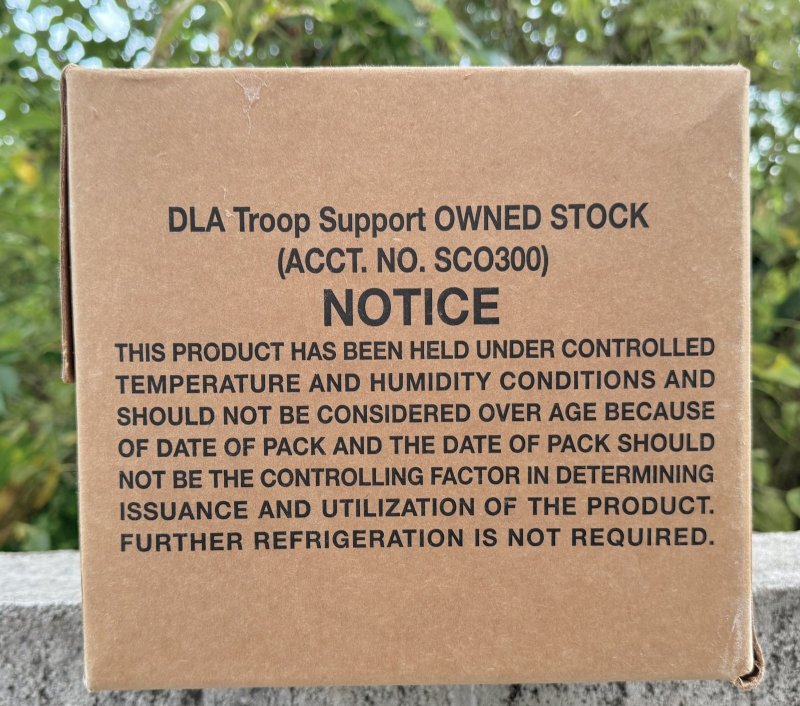 DLA Troop Support OWNED STOCK
(ACCT. NO. SCO300)
NOTICE
THIS PRODUCT HAS BEEN HELD UNDER CONTROLLED
TEMPERATURE AND HUMIDITY CONDITIONS AND
SHOULD NOT BE CONSIDERED OVER AGE BECAUSE
OF DATE OF PACK AND THE DATE OF PACK SHOULD
NOT BE THE CONTROLLING FACTOR IN DETERMINING
ISSUANCE AND UTILIZATION OF THE PRODUCT.
FURTHER REFRIGERATION IS NOT REQUIRED.